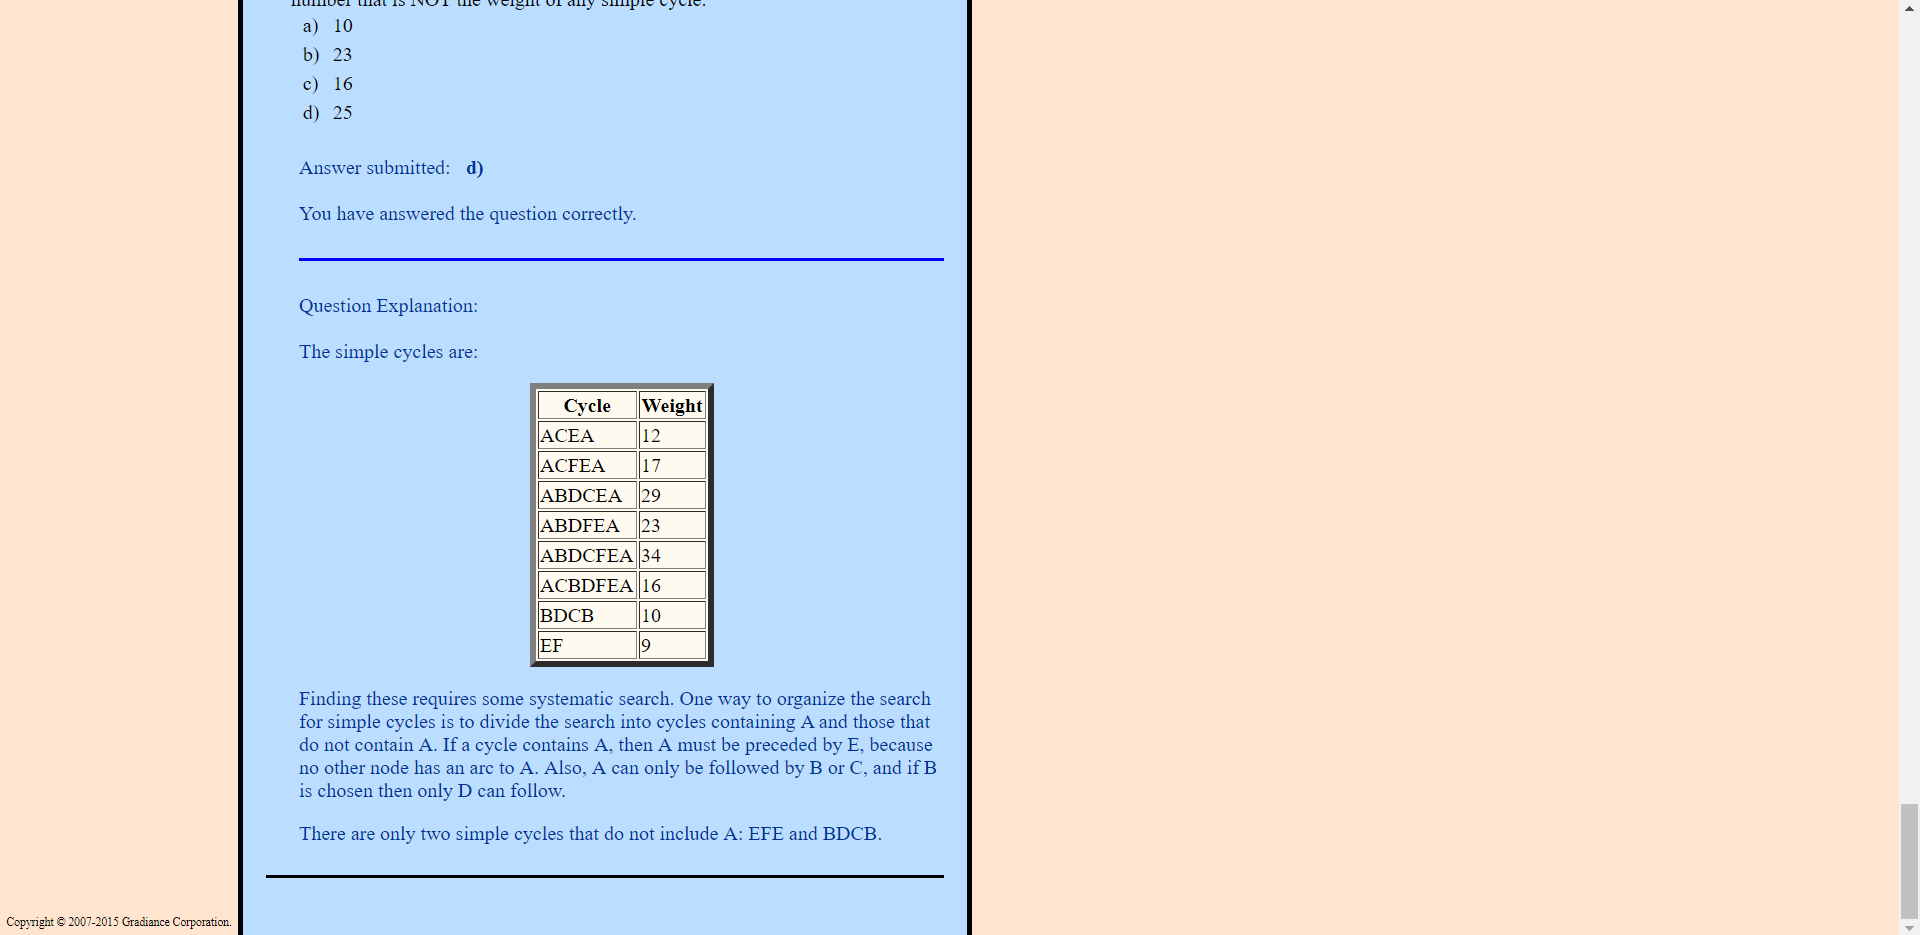 number that is NOT the weight of any simple cycle.
a) 10
b) 23
c) 16
d) 25
Answer submitted: d)
You have answered the question correctly.
Question Explanation:
The simple cycles are:
Cycle Weight
ACEA 12
ACFEA 17
ABDCEA 29
ABDFEA 23
ABDCFEA 34
ACBDFEA 16
BDCB 10
EF 9
Finding these requires some systematic search. One way to organize the search
for simple cycles is to divide the search into cycles containing A and those that
do not contain A. If a cycle contains A, then A must be preceded by E, because
no other node has an arc to A. Also, A can only be followed by B or C, and if B
is chosen then only D can follow.
There are only two simple cycles that do not include A: EFE and BDCB.
Copyright © 2007-2015 Gradiance Corporation.